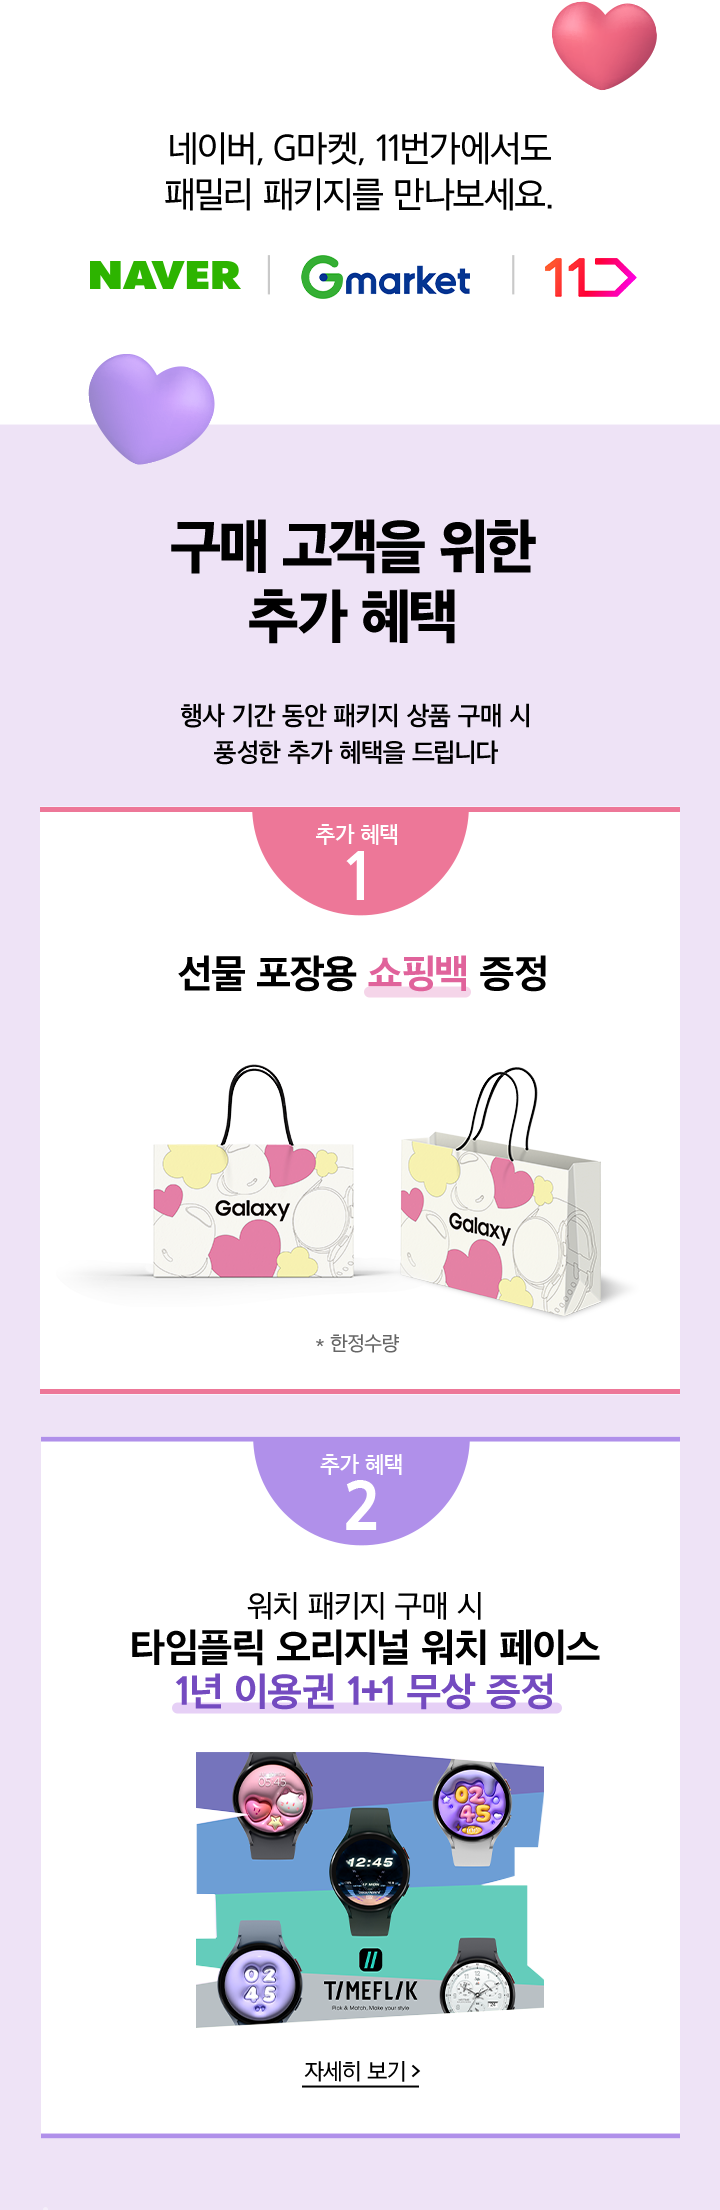 네이버, G마켓, 11번가에서도
패밀리 패키지를 만나보세요.
NAVER
Gmarket
11
구매 고객을 위한
추가 혜택
행사 기간 동안 패키지 상품 구매 시
풍성한 추가 혜택을 드립니다
추가 혜택
1
선물 포장용 쇼핑백 증정
Galaxy
Galaxy
* 한정수량
추가 혜택
2
워치 패키지 구매 시
타임플릭 오리지널 워치 페이스
1년 이용권 1+1 무상 증정
05:45
02
45
12:45
17 MON
02
45
TIMEFLIK
Pick & Match, Make your style
자세히 보기 >